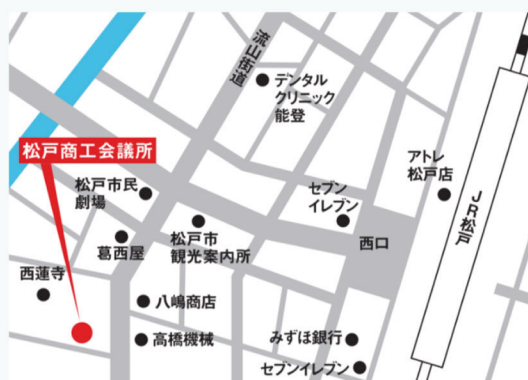 流山街道
デンタル
クリニック
能登
松戸商工会議所
松戸市民
劇場
アトレ
松戸店
セブン
イレブン
JR松戸
西口
葛西屋
松戸市
観光案内所
西蓮寺
八嶋商店
高橋機械
みずほ銀行
セブンイレブン